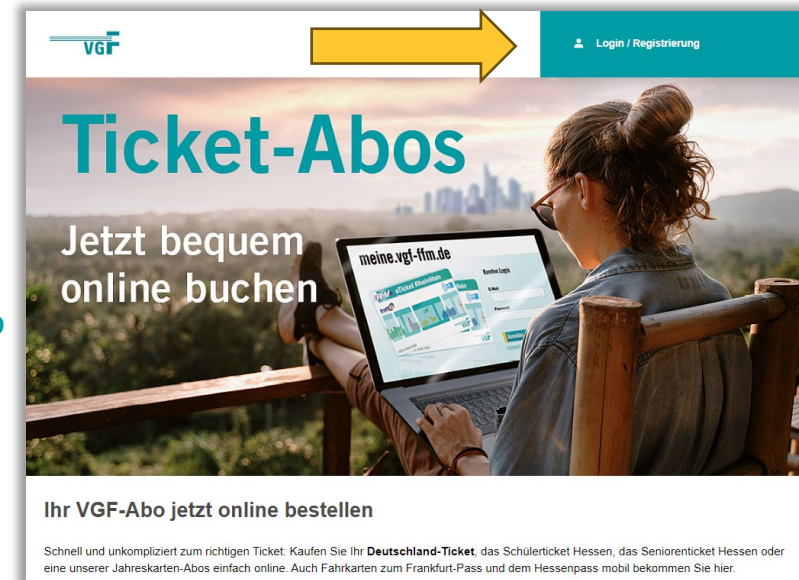 VGF
Login / Registrierung
Ticket-Abos
Jetzt bequem
online buchen
meine.vgf-ffm.de
Kunden Login
eTicket RheinMain
E-Mail
Passwort
Ihr VGF-Abo jetzt online bestellen
Schnell und unkompliziert zum richtigen Ticket: Kaufen Sie Ihr Deutschland-Ticket, das Schülerticket Hessen, das Seniorenticket Hessen oder
eine unserer Jahreskarten-Abos einfach online. Auch Fahrkarten zum Frankfurt-Pass und dem Hessenpass mobil bekommen Sie hier.